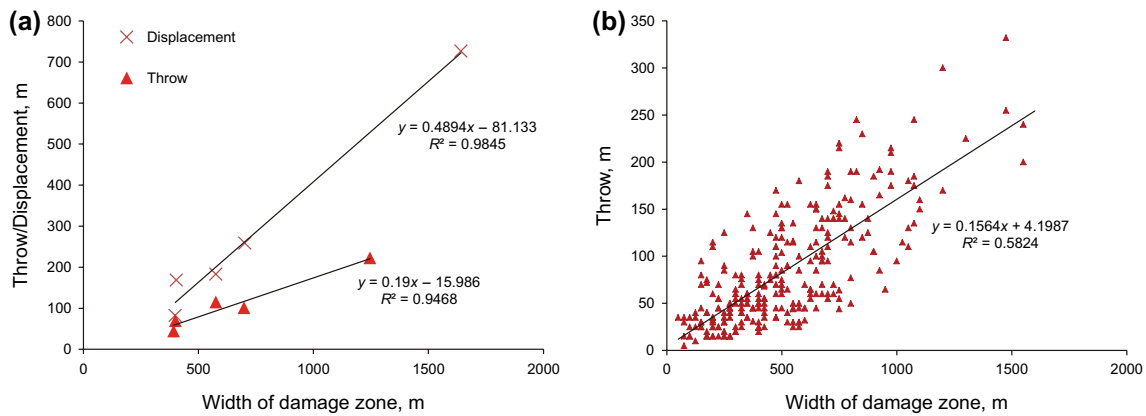 (a)
Throw/Displacement, m
800
700
600
500
400
300
200
100
0
Displacement
Throw
y = 0.4894x – 81.133
R² = 0.9845
y = 0.19x – 15.986
R² = 0.9468
0 500 1000 1500 2000
Width of damage zone, m
(b)
Throw, m
350
300
250
200
150
100
50
0
y = 0.1564x + 4.1987
R² = 0.5824
0 500 1000 1500 2000
Width of damage zone, m